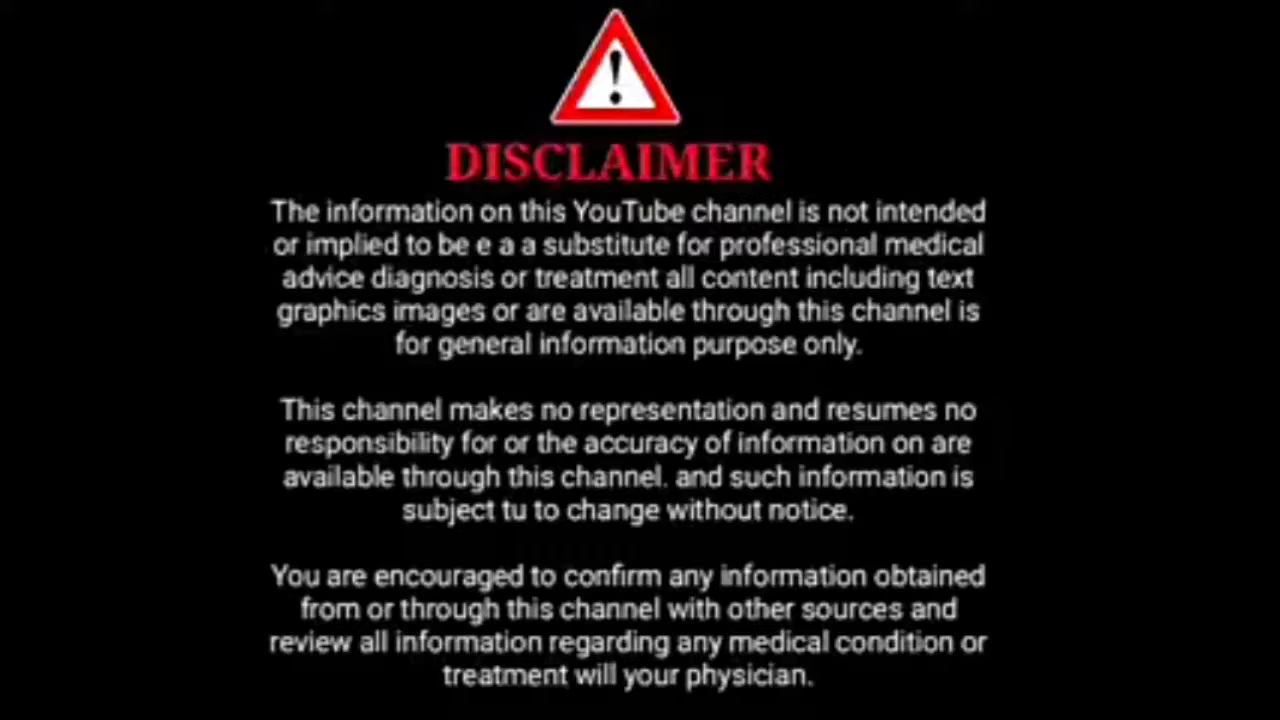 DISCLAIMER
The information on this YouTube channel is not intended
or implied to be e a a substitute for professional medical
advice diagnosis or treatment all content including text
graphics images or are available through this channel is
for general information purpose only.
This channel makes no representation and resumes no
responsibility for or the accuracy of information on are
available through this channel. and such information is
subject tu to change without notice.
You are encouraged to confirm any information obtained
from or through this channel with other sources and
review all information regarding any medical condition or
treatment will your physician.